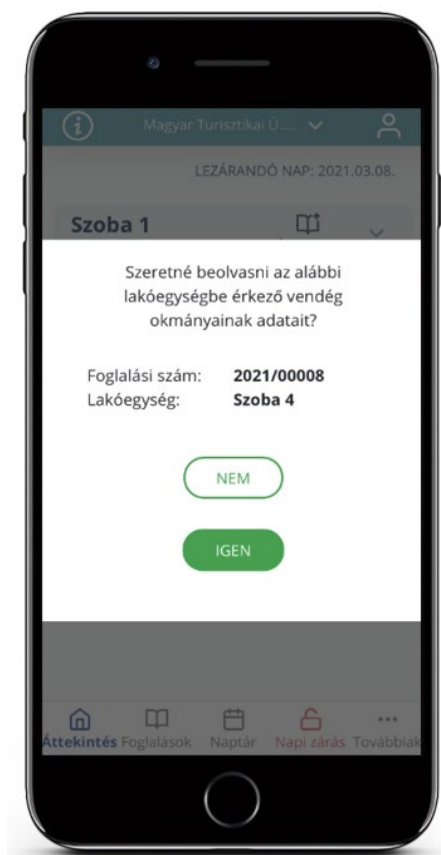 Magyar Turisztikai Ü..... 
LEZÁRANDÓ NAP: 2021.03.08.
Szoba 1
Szeretné beolvasni az alábbi
lakóegységbe érkező vendég
okmányainak adatait?
Foglalási szám: 2021/00008
Lakóegység: Szoba 4
NEM
IGEN
Áttekintés Foglalások Naptár Napi zárás Továbbiak